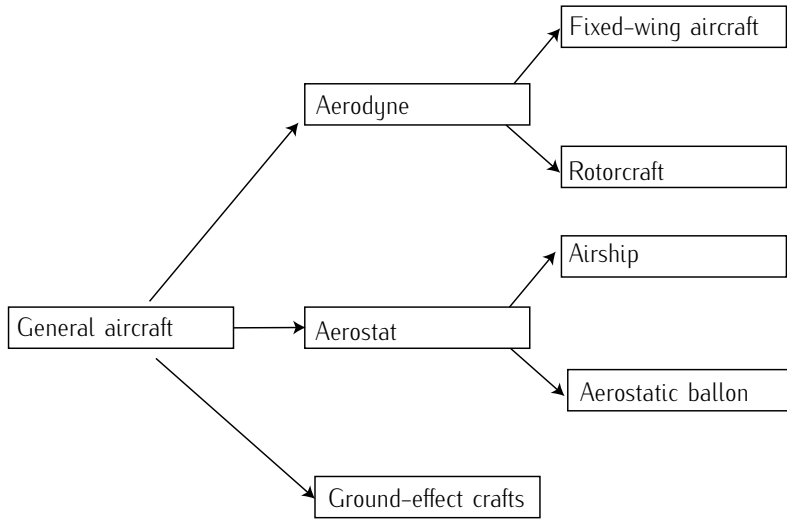 Fixed-wing aircraft
Aerodyne
Rotorcraft
Airship
General aircraft
Aerostat
Aerostatic ballon
Ground-effect crafts